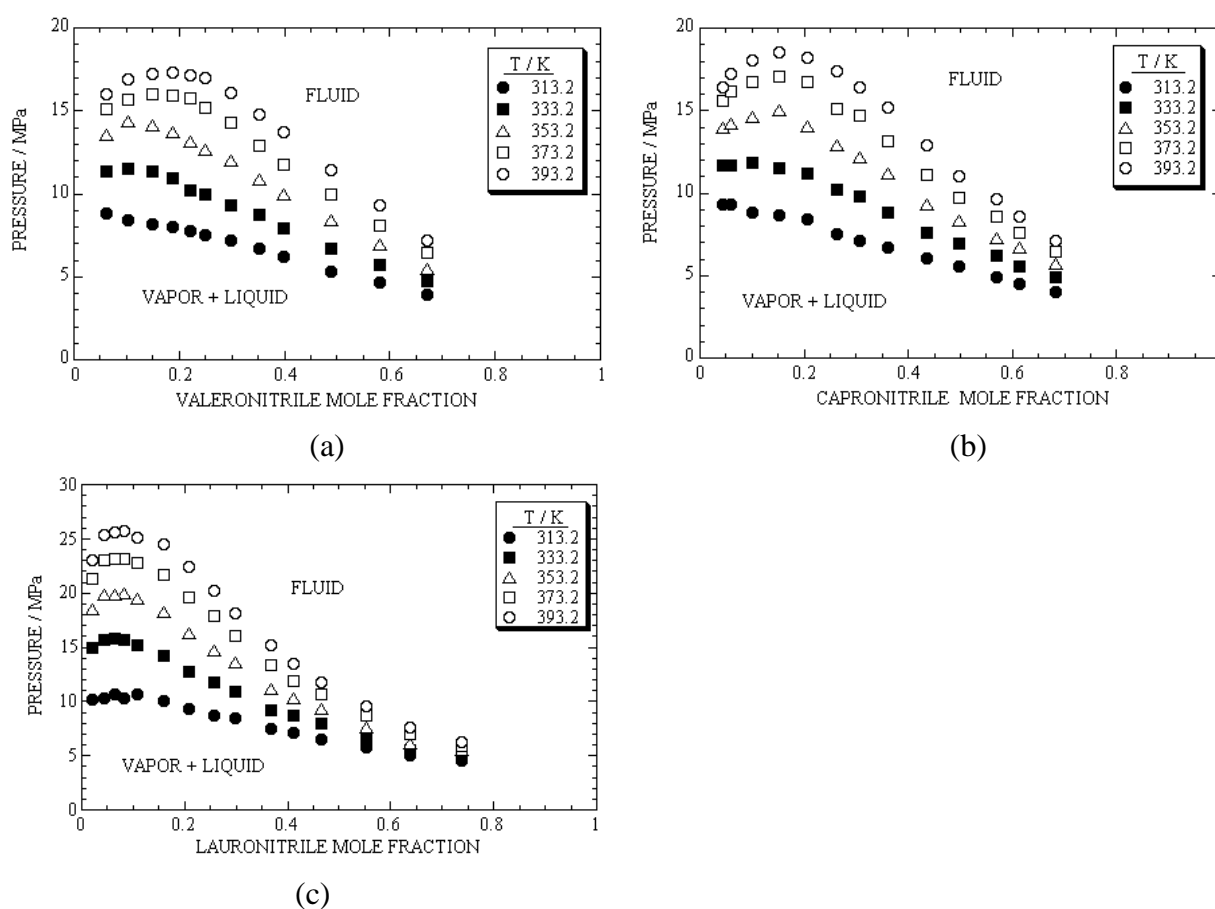 20
15
10
5
0
PRESSURE / MPa
FLUID
VAPOR + LIQUID
T / K
313.2
333.2
353.2
373.2
393.2
0 0.2 0.4 0.6 0.8 1
VALERONITRILE MOLE FRACTION
(a)
20
15
10
5
0
PRESSURE / MPa
FLUID
VAPOR + LIQUID
T / K
313.2
333.2
353.2
373.2
393.2
0 0.2 0.4 0.6 0.8
CAPRONITRILE MOLE FRACTION
(b)
30
25
20
15
10
5
0
PRESSURE / MPa
FLUID
VAPOR + LIQUID
T / K
313.2
333.2
353.2
373.2
393.2
0 0.2 0.4 0.6 0.8 1
LAURONITRILE MOLE FRACTION
(c)